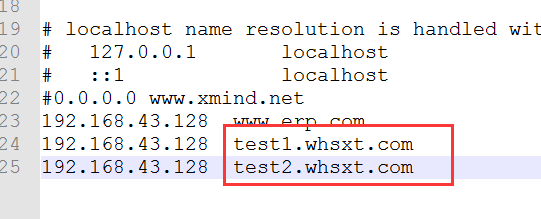 18
19 # localhost name resolution is handled wit
20 # 127.0.0.1 localhost
21 # ::1 localhost
22 #0.0.0.0 www.xmind.net
23 192.168.43.128 www.erp.com
24 192.168.43.128 test1.whsxt.com
25 192.168.43.128 test2.whsxt.com